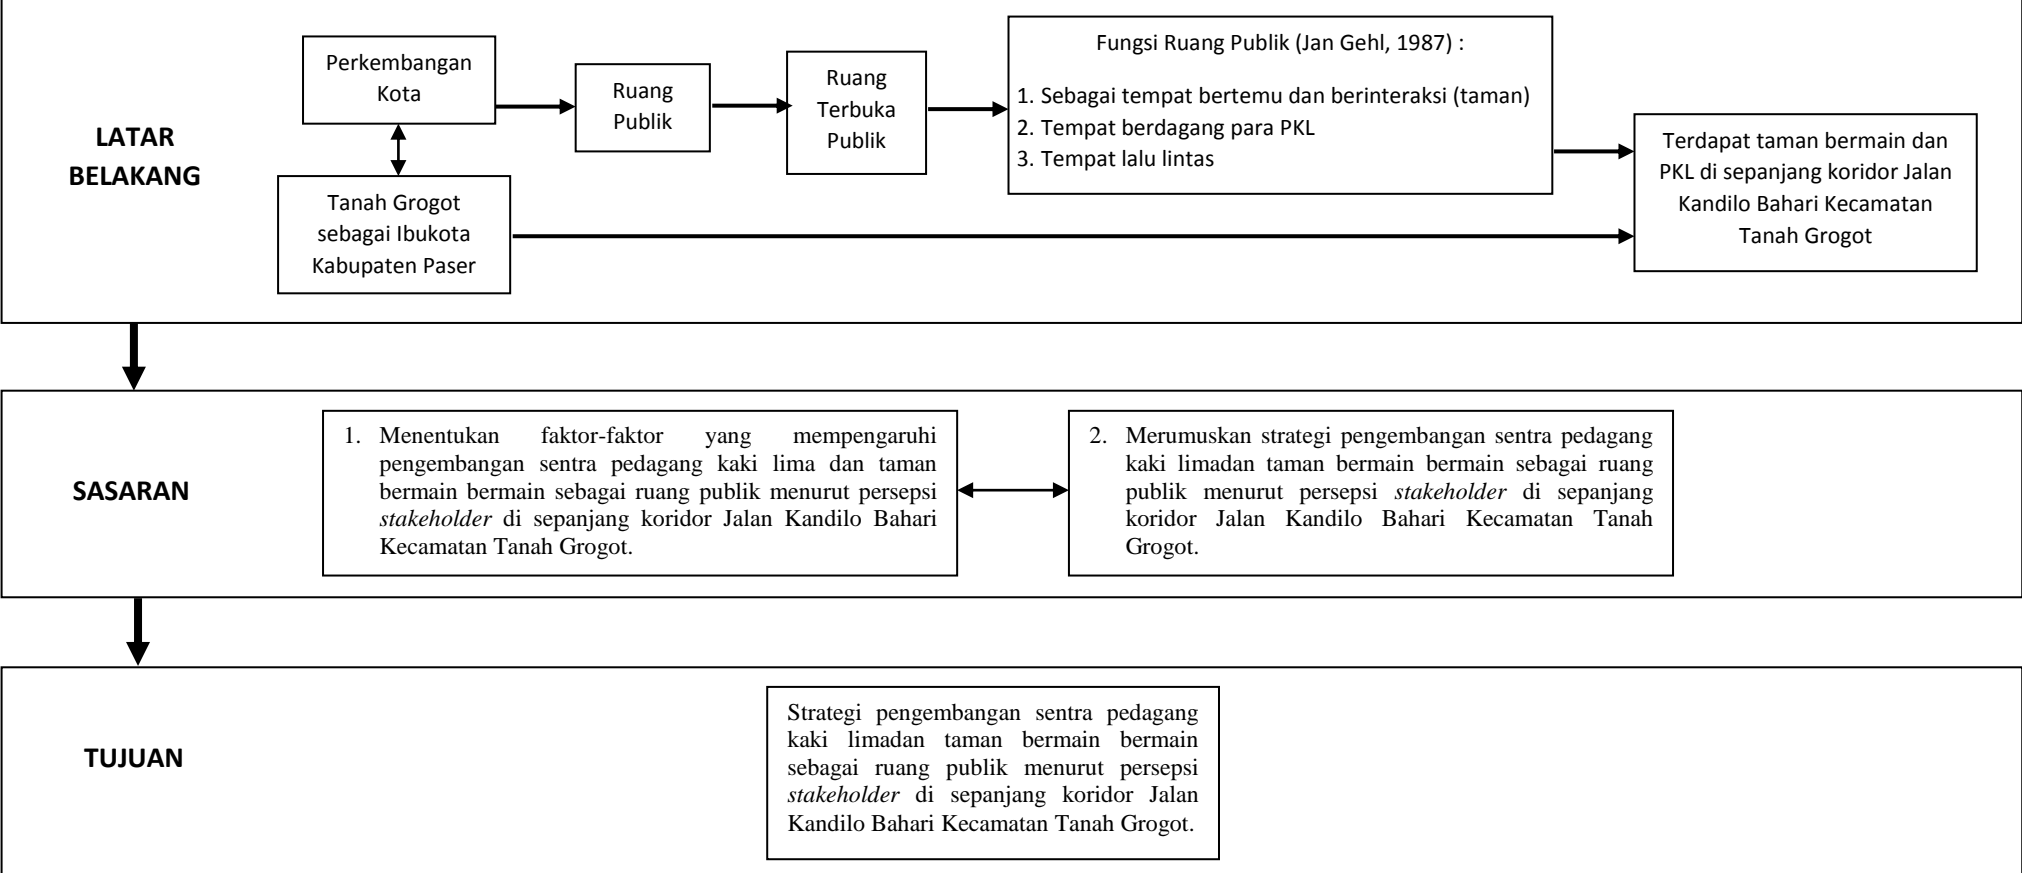 LATAR
BELAKANG
Perkembangan
Kota
Tanah Grogot
sebagai Ibukota
Kabupaten Paser
Ruang
Publik
Ruang
Terbuka
Publik
Fungsi Ruang Publik (Jan Gehl, 1987) :
1. Sebagai tempat bertemu dan berinteraksi (taman)
2. Tempat berdagang para PKL
3. Tempat lalu lintas
Terdapat taman bermain dan
PKL di sepanjang koridor Jalan
Kandilo Bahari Kecamatan
Tanah Grogot
SASARAN
1. Menentukan faktor-faktor yang mempengaruhi
pengembangan sentra pedagang kaki lima dan taman
bermain bermain sebagai ruang publik menurut persepsi
stakeholder di sepanjang koridor Jalan Kandilo Bahari
Kecamatan Tanah Grogot.
2. Merumuskan strategi pengembangan sentra pedagang
kaki limadan taman bermain bermain sebagai ruang
publik menurut persepsi stakeholder di sepanjang
koridor Jalan Kandilo Bahari Kecamatan Tanah
Grogot.
TUJUAN
Strategi pengembangan sentra pedagang
kaki limadan taman bermain bermain
sebagai ruang publik menurut persepsi
stakeholder di sepanjang koridor Jalan
Kandilo Bahari Kecamatan Tanah Grogot.